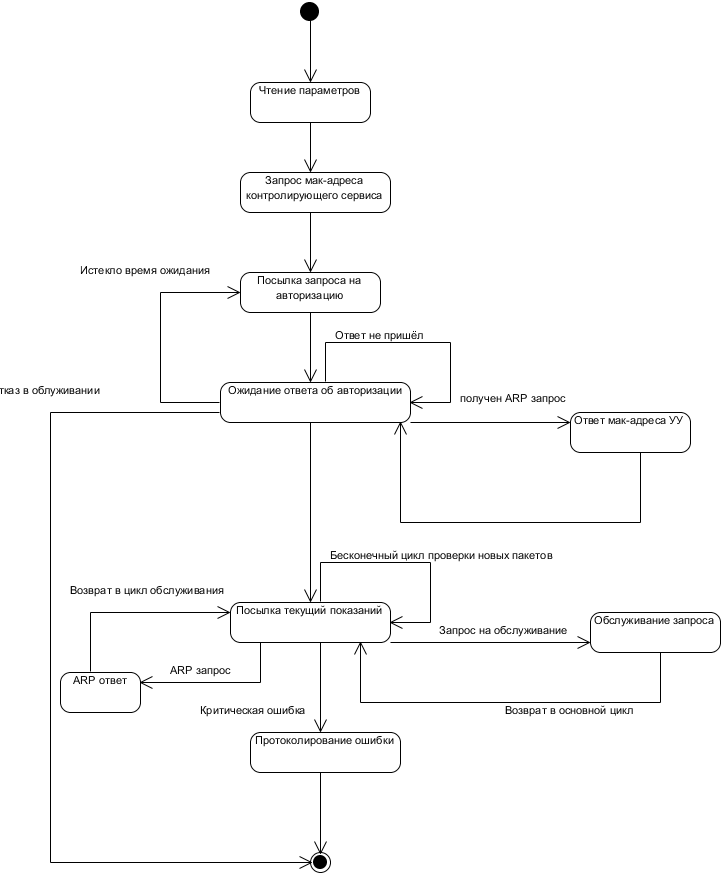 Чтение параметров
Запрос мак-адреса
контролирующего сервиса
Истекло время ожидания
Посылка запроса на
авторизацию
Ответ не пришёл
тказ в облуживании
Ожидание ответа об авторизации
получен ARP запрос
Ответ мак-адреса УУ
Бесконечный цикл проверки новых пакетов
Возврат в цикл обслуживания
Посылка текущий показаний
Запрос на обслуживание
Обслуживание запроса
ARP запрос
ARP ответ
Критическая ошибка
Возврат в основной цикл
Протоколирование ошибки